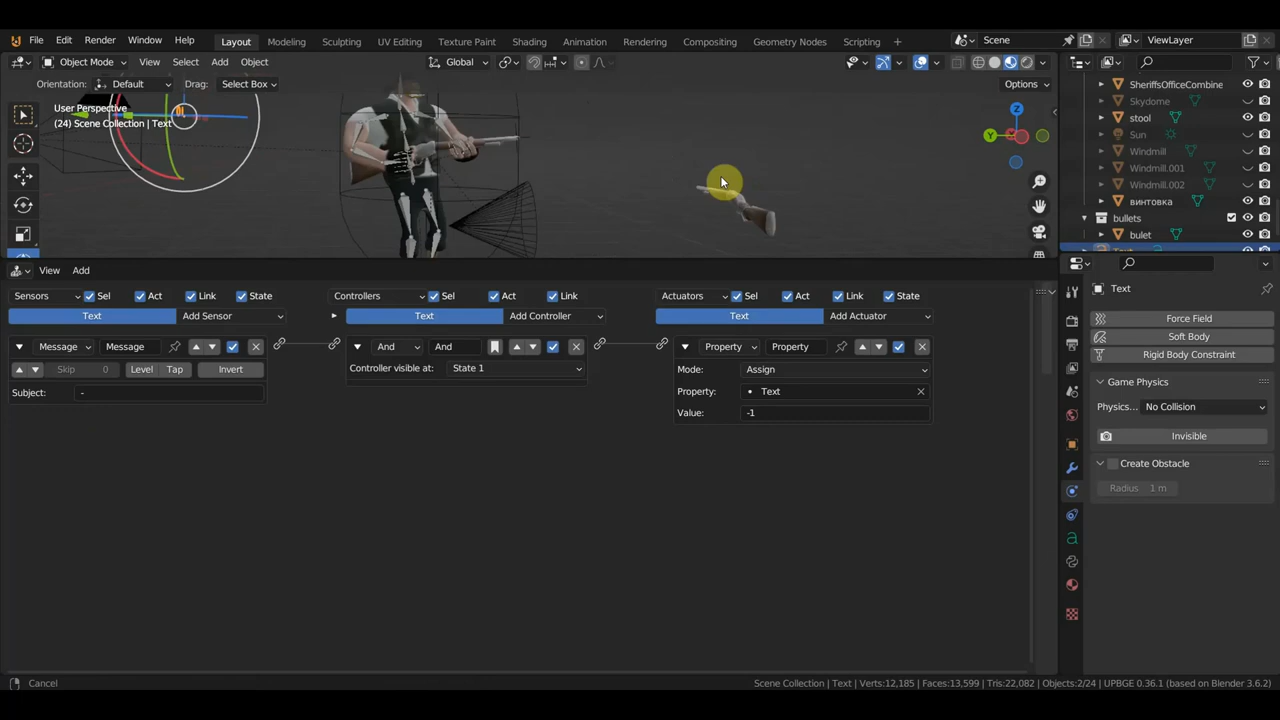 File Edit Render Window Help Layout Modeling Sculpting UV Editing Texture Paint Shading Animation Rendering Compositing Geometry Nodes Scripting + Scene ViewLayer
Object Mode View Select Add Object Global
Orientation: Default Drag: Select Box Options
User Perspective
(24) Scene Collection | Text
Z
Y
SheriffsOfficeCombine
Skydome
stool
Sun
Windmill
Windmill.001
Windmill.002
винтовка
bullets
bulet
View Add
Sensors Sel Act Link State Controllers Sel Act Link Actuators Sel Act Link State
Text Add Sensor Text Add Controller Text Add Actuator
Message Message And And Property Property
Skip 0 Level Tap Invert Controller visible at: State 1 Mode: Assign
Subject: - Property: Text
Value: -1
Text
Force Field
Soft Body
Rigid Body Constraint
Game Physics
Physics... No Collision
Invisible
Create Obstacle
Radius 1 m
Cancel Scene Collection | Text | Verts:12,185 | Faces:13,599 | Tris:22,082 | Objects:2/24 | UPBGE 0.36.1 (based on Blender 3.6.2)